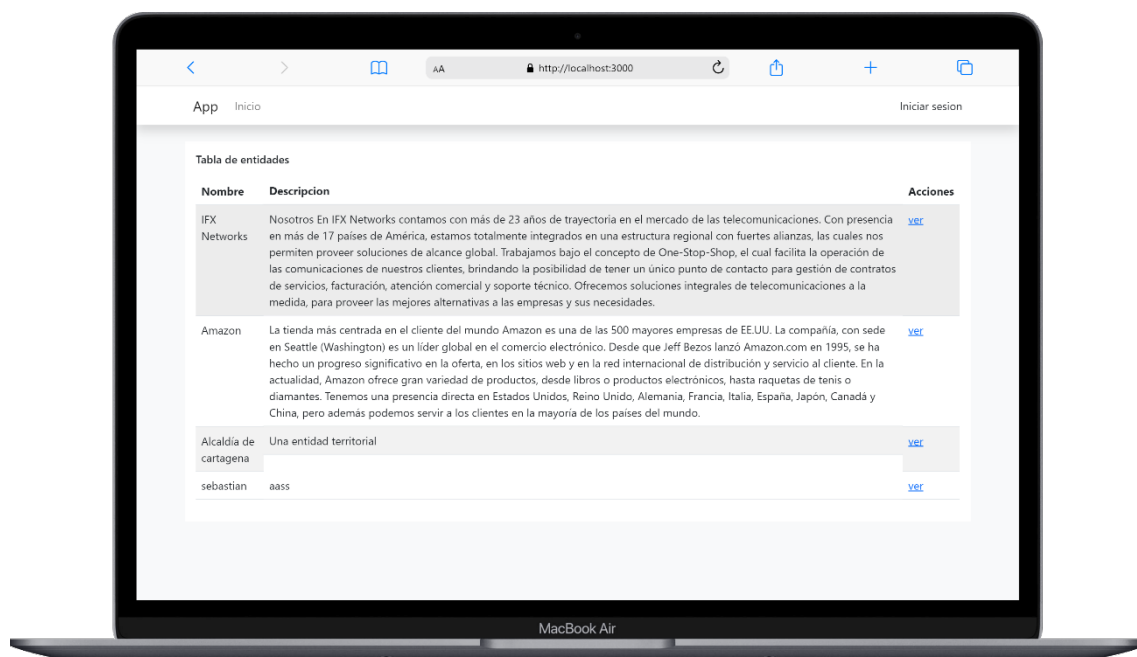 AA
http://localhost:3000
App Inicio Iniciar sesion
Tabla de entidades
Nombre Descripcion Acciones
IFX Nosotros En IFX Networks contamos con más de 23 años de trayectoria en el mercado de las telecomunicaciones. Con presencia ver
Networks en más de 17 países de América, estamos totalmente integrados en una estructura regional con fuertes alianzas, las cuales nos
permiten proveer soluciones de alcance global. Trabajamos bajo el concepto de One-Stop-Shop, el cual facilita la operación de
las comunicaciones de nuestros clientes, brindando la posibilidad de tener un único punto de contacto para gestión de contratos
de servicios, facturación, atención comercial y soporte técnico. Ofrecemos soluciones integrales de telecomunicaciones a la
medida, para proveer las mejores alternativas a las empresas y sus necesidades.
Amazon La tienda más centrada en el cliente del mundo Amazon es una de las 500 mayores empresas de EE.UU. La compañía, con sede ver
en Seattle (Washington) es un líder global en el comercio electrónico. Desde que Jeff Bezos lanzó Amazon.com en 1995, se ha
hecho un progreso significativo en la oferta, en los sitios web y en la red internacional de distribución y servicio al cliente. En la
actualidad, Amazon ofrece gran variedad de productos, desde libros o productos electrónicos, hasta raquetas de tenis o
diamantes. Tenemos una presencia directa en Estados Unidos, Reino Unido, Alemania, Francia, Italia, España, Japón, Canadá y
China, pero además podemos servir a los clientes en la mayoría de los países del mundo.
Alcaldía de Una entidad territorial ver
cartagena
sebastian aass ver
MacBook Air